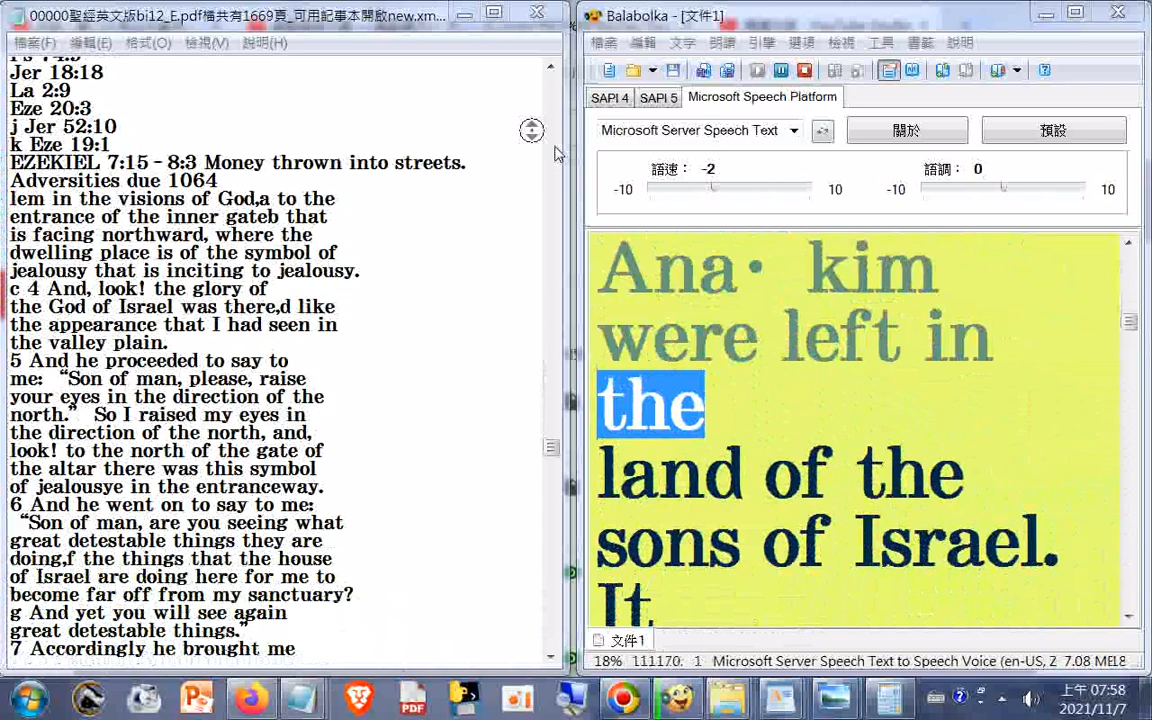 00000聖經英文版bi12_E.pdf檔共有1669頁_可用記事本開啟new.xm...
檔案(F) 編輯(E) 格式(O) 檢視(V) 說明(H)
Jer 18:18
La 2:9
Eze 20:3
j Jer 52:10
k Eze 19:1
EZEKIEL 7:15 - 8:3 Money thrown into streets.
Adversities due 1064
lem in the visions of God,a to the
entrance of the inner gateb that
is facing northward, where the
dwelling place is of the symbol of
jealousy that is inciting to jealousy.
c 4 And, look! the glory of
the God of Israel was there,d like
the appearance that I had seen in
the valley plain.
5 And he proceeded to say to
me: “Son of man, please, raise
your eyes in the direction of the
north.” So I raised my eyes in
the direction of the north, and,
look! to the north of the gate of
the altar there was this symbol
of jealousye in the entranceway.
6 And he went on to say to me:
“Son of man, are you seeing what
great detestable things they are
doing,f the things that the house
of Israel are doing here for me to
become far off from my sanctuary?
g And yet you will see again
great detestable things.”
7 Accordingly he brought me
Balabolka - [文件1]
檔案 編輯 文字 朗讀 引擎 選項 檢視 工具 書籤 說明
SAPI 4 SAPI 5 Microsoft Speech Platform
Microsoft Server Speech Text 關於 預設
語速： -2 語調： 0
-10 10 -10 10
Ana· kim
were left in
the
land of the
sons of Israel.
It
文件1
18% 111170: 1 Microsoft Server Speech Text to Speech Voice (en-US, Z 7.08 ME
上午 07:58
2021/11/7